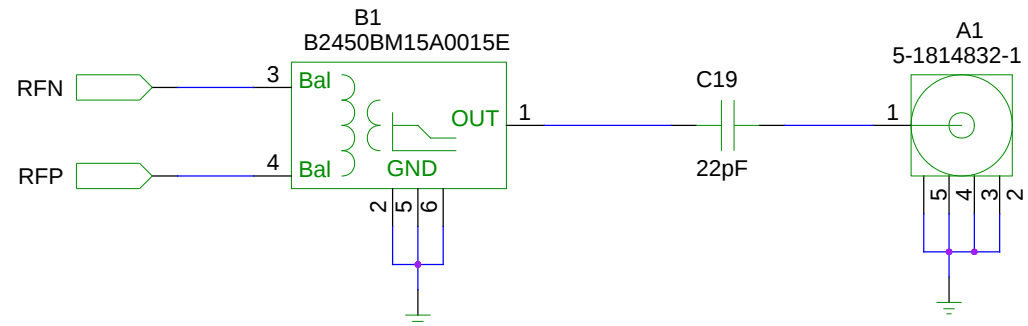 B1
B2450BM15A0015E
A1
5-1814832-1
RFN
3
Bal
C19
OUT
1
1
RFP
4
Bal
GND
22pF
2
5
6
5
4
3
2